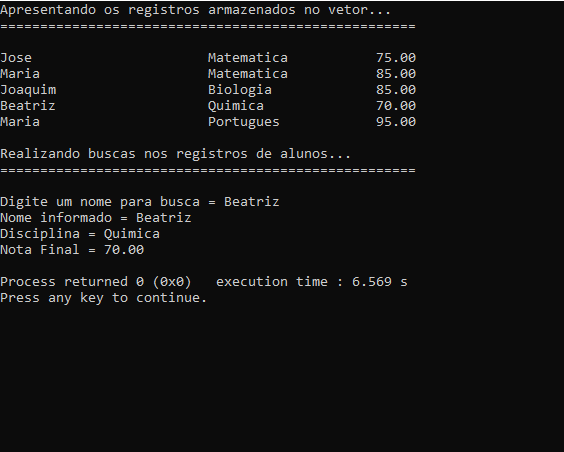 Apresentando os registros armazenados no vetor...
====================================================
Jose Matematica 75.00
Maria Matematica 85.00
Joaquim Biologia 85.00
Beatriz Quimica 70.00
Maria Portugues 95.00
Realizando buscas nos registros de alunos...
====================================================
Digite um nome para busca = Beatriz
Nome informado = Beatriz
Disciplina = Quimica
Nota Final = 70.00
Process returned 0 (0x0)   execution time : 6.569 s
Press any key to continue.